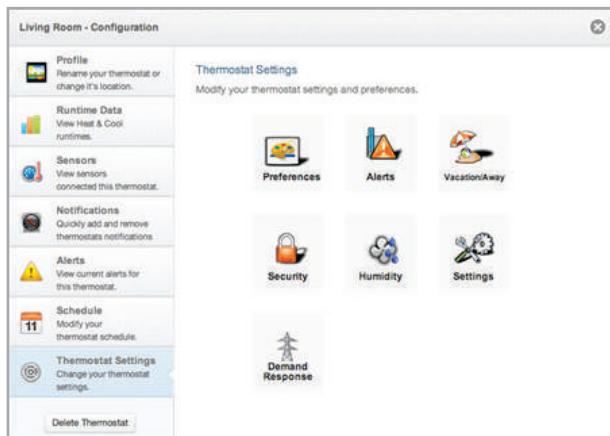 Living Room - Configuration
Profile
Rename your thermostat or
change it's location.
Runtime Data
View Heat & Cool
runtimes.
Sensors
View sensors
connected this thermostat.
Notifications
Quickly add and remove
thermostats notifications
Alerts
View current alerts for
this thermostat.
11
Schedule
Modify your
thermostat schedule.
Thermostat Settings
Change your thermostat
settings.
Delete Thermostat
Thermostat Settings
Modify your thermostat settings and preferences.
Preferences
Alerts
Vacation/Away
Security
Humidity
Settings
Demand
Response